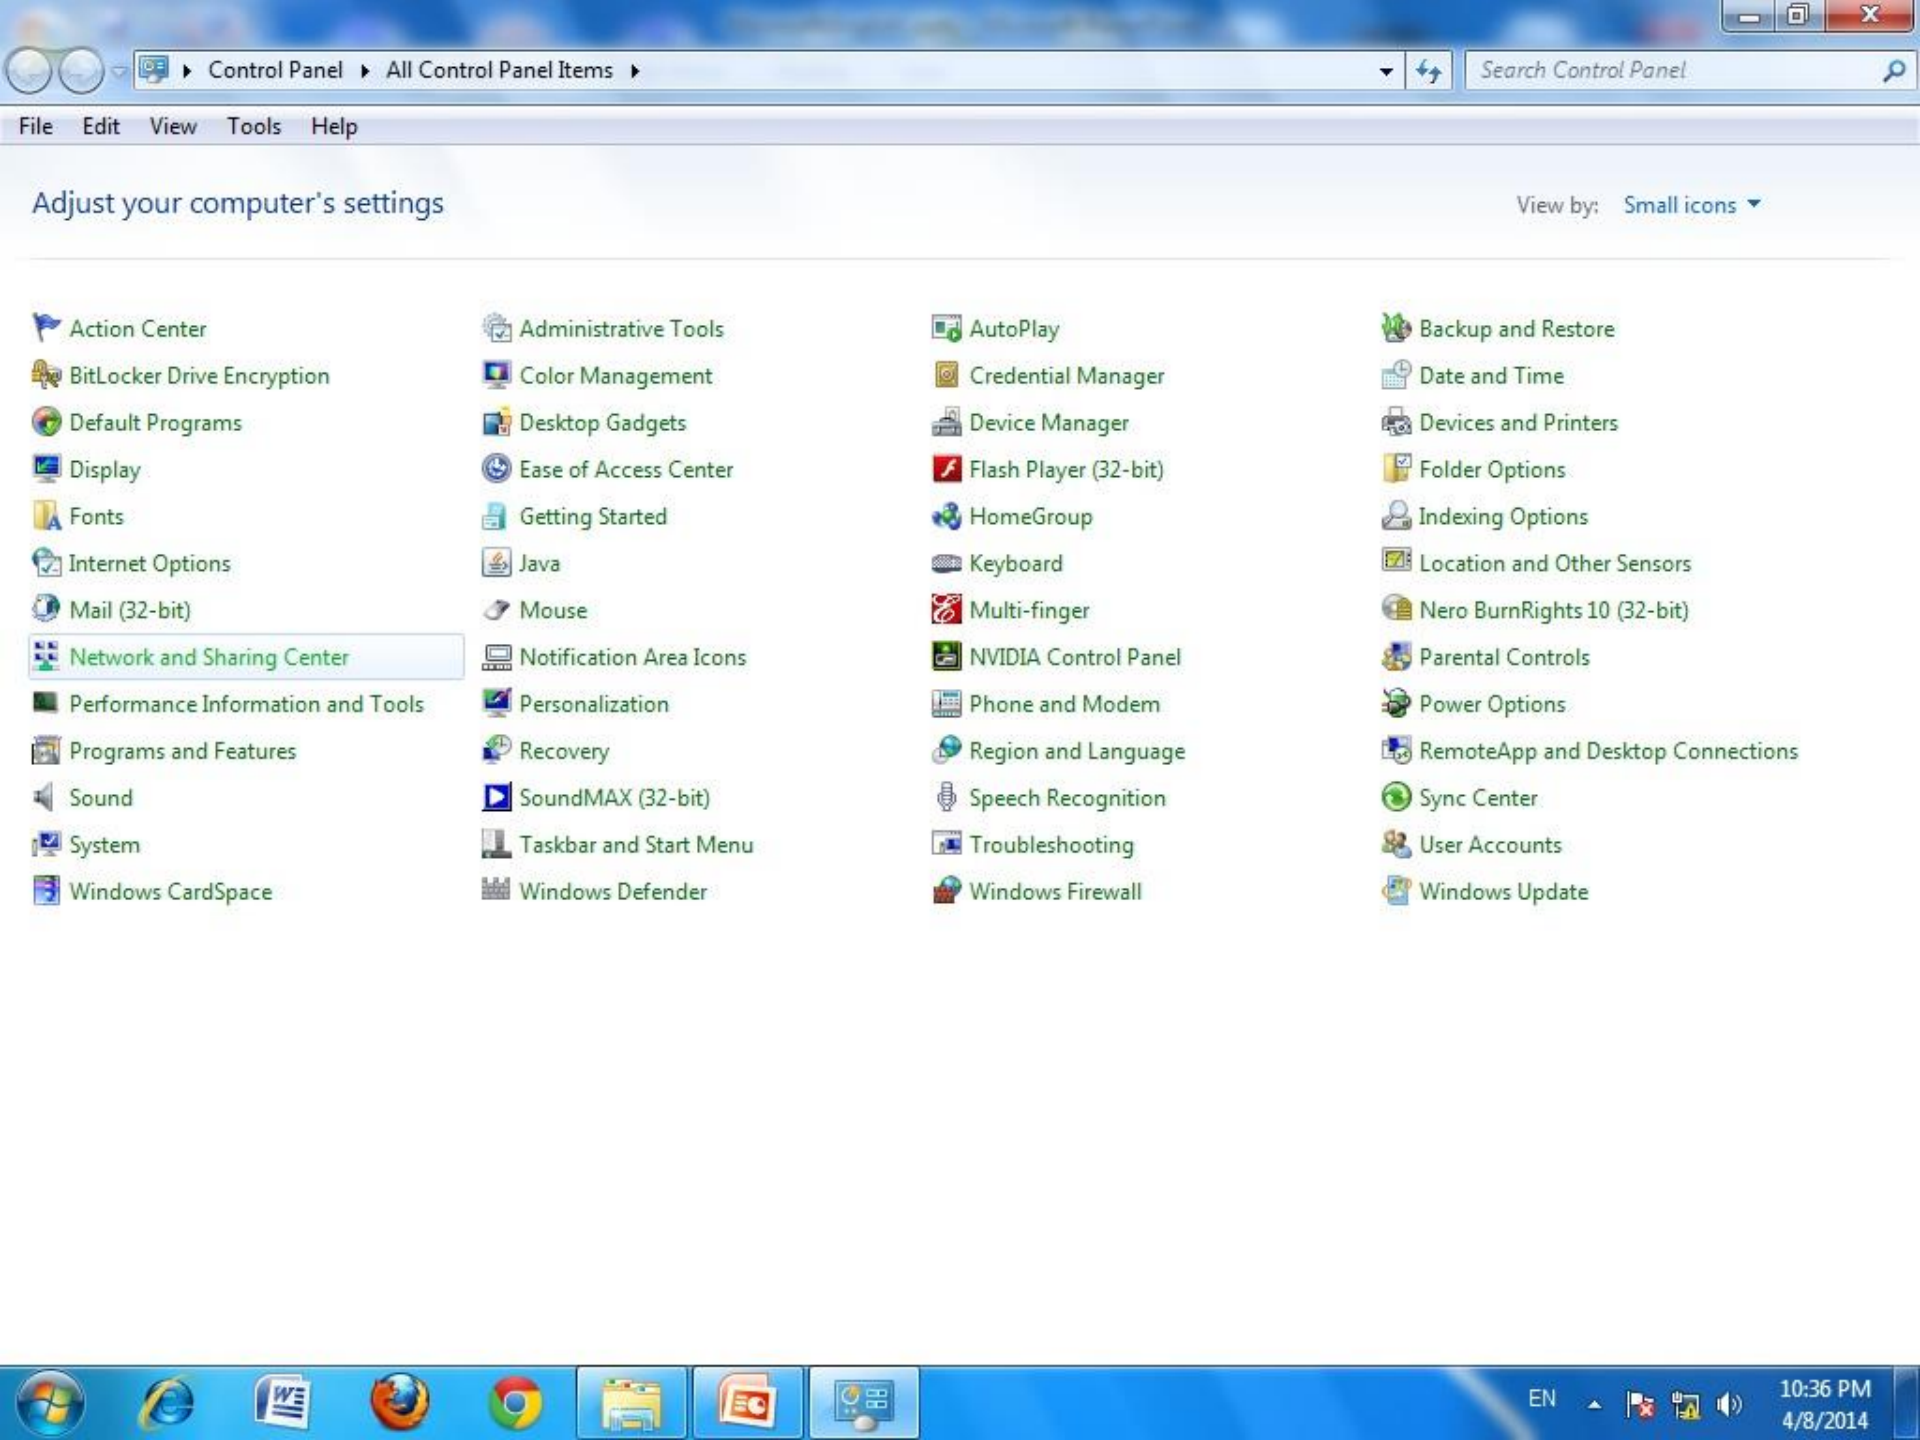 Control Panel All Control Panel Items
Search Control Panel
File Edit View Tools Help
Adjust your computer's settings
View by: Small icons
Action Center Administrative Tools AutoPlay Backup and Restore
BitLocker Drive Encryption Color Management Credential Manager Date and Time
Default Programs Desktop Gadgets Device Manager Devices and Printers
Display Ease of Access Center Flash Player (32-bit) Folder Options
Fonts Getting Started HomeGroup Indexing Options
Internet Options Java Keyboard Location and Other Sensors
Mail (32-bit) Mouse Multi-finger Nero BurnRights 10 (32-bit)
Network and Sharing Center Notification Area Icons NVIDIA Control Panel Parental Controls
Performance Information and Tools Personalization Phone and Modem Power Options
Programs and Features Recovery Region and Language RemoteApp and Desktop Connections
Sound SoundMAX (32-bit) Speech Recognition Sync Center
System Taskbar and Start Menu Troubleshooting User Accounts
Windows CardSpace Windows Defender Windows Firewall Windows Update
EN
10:36 PM
4/8/2014